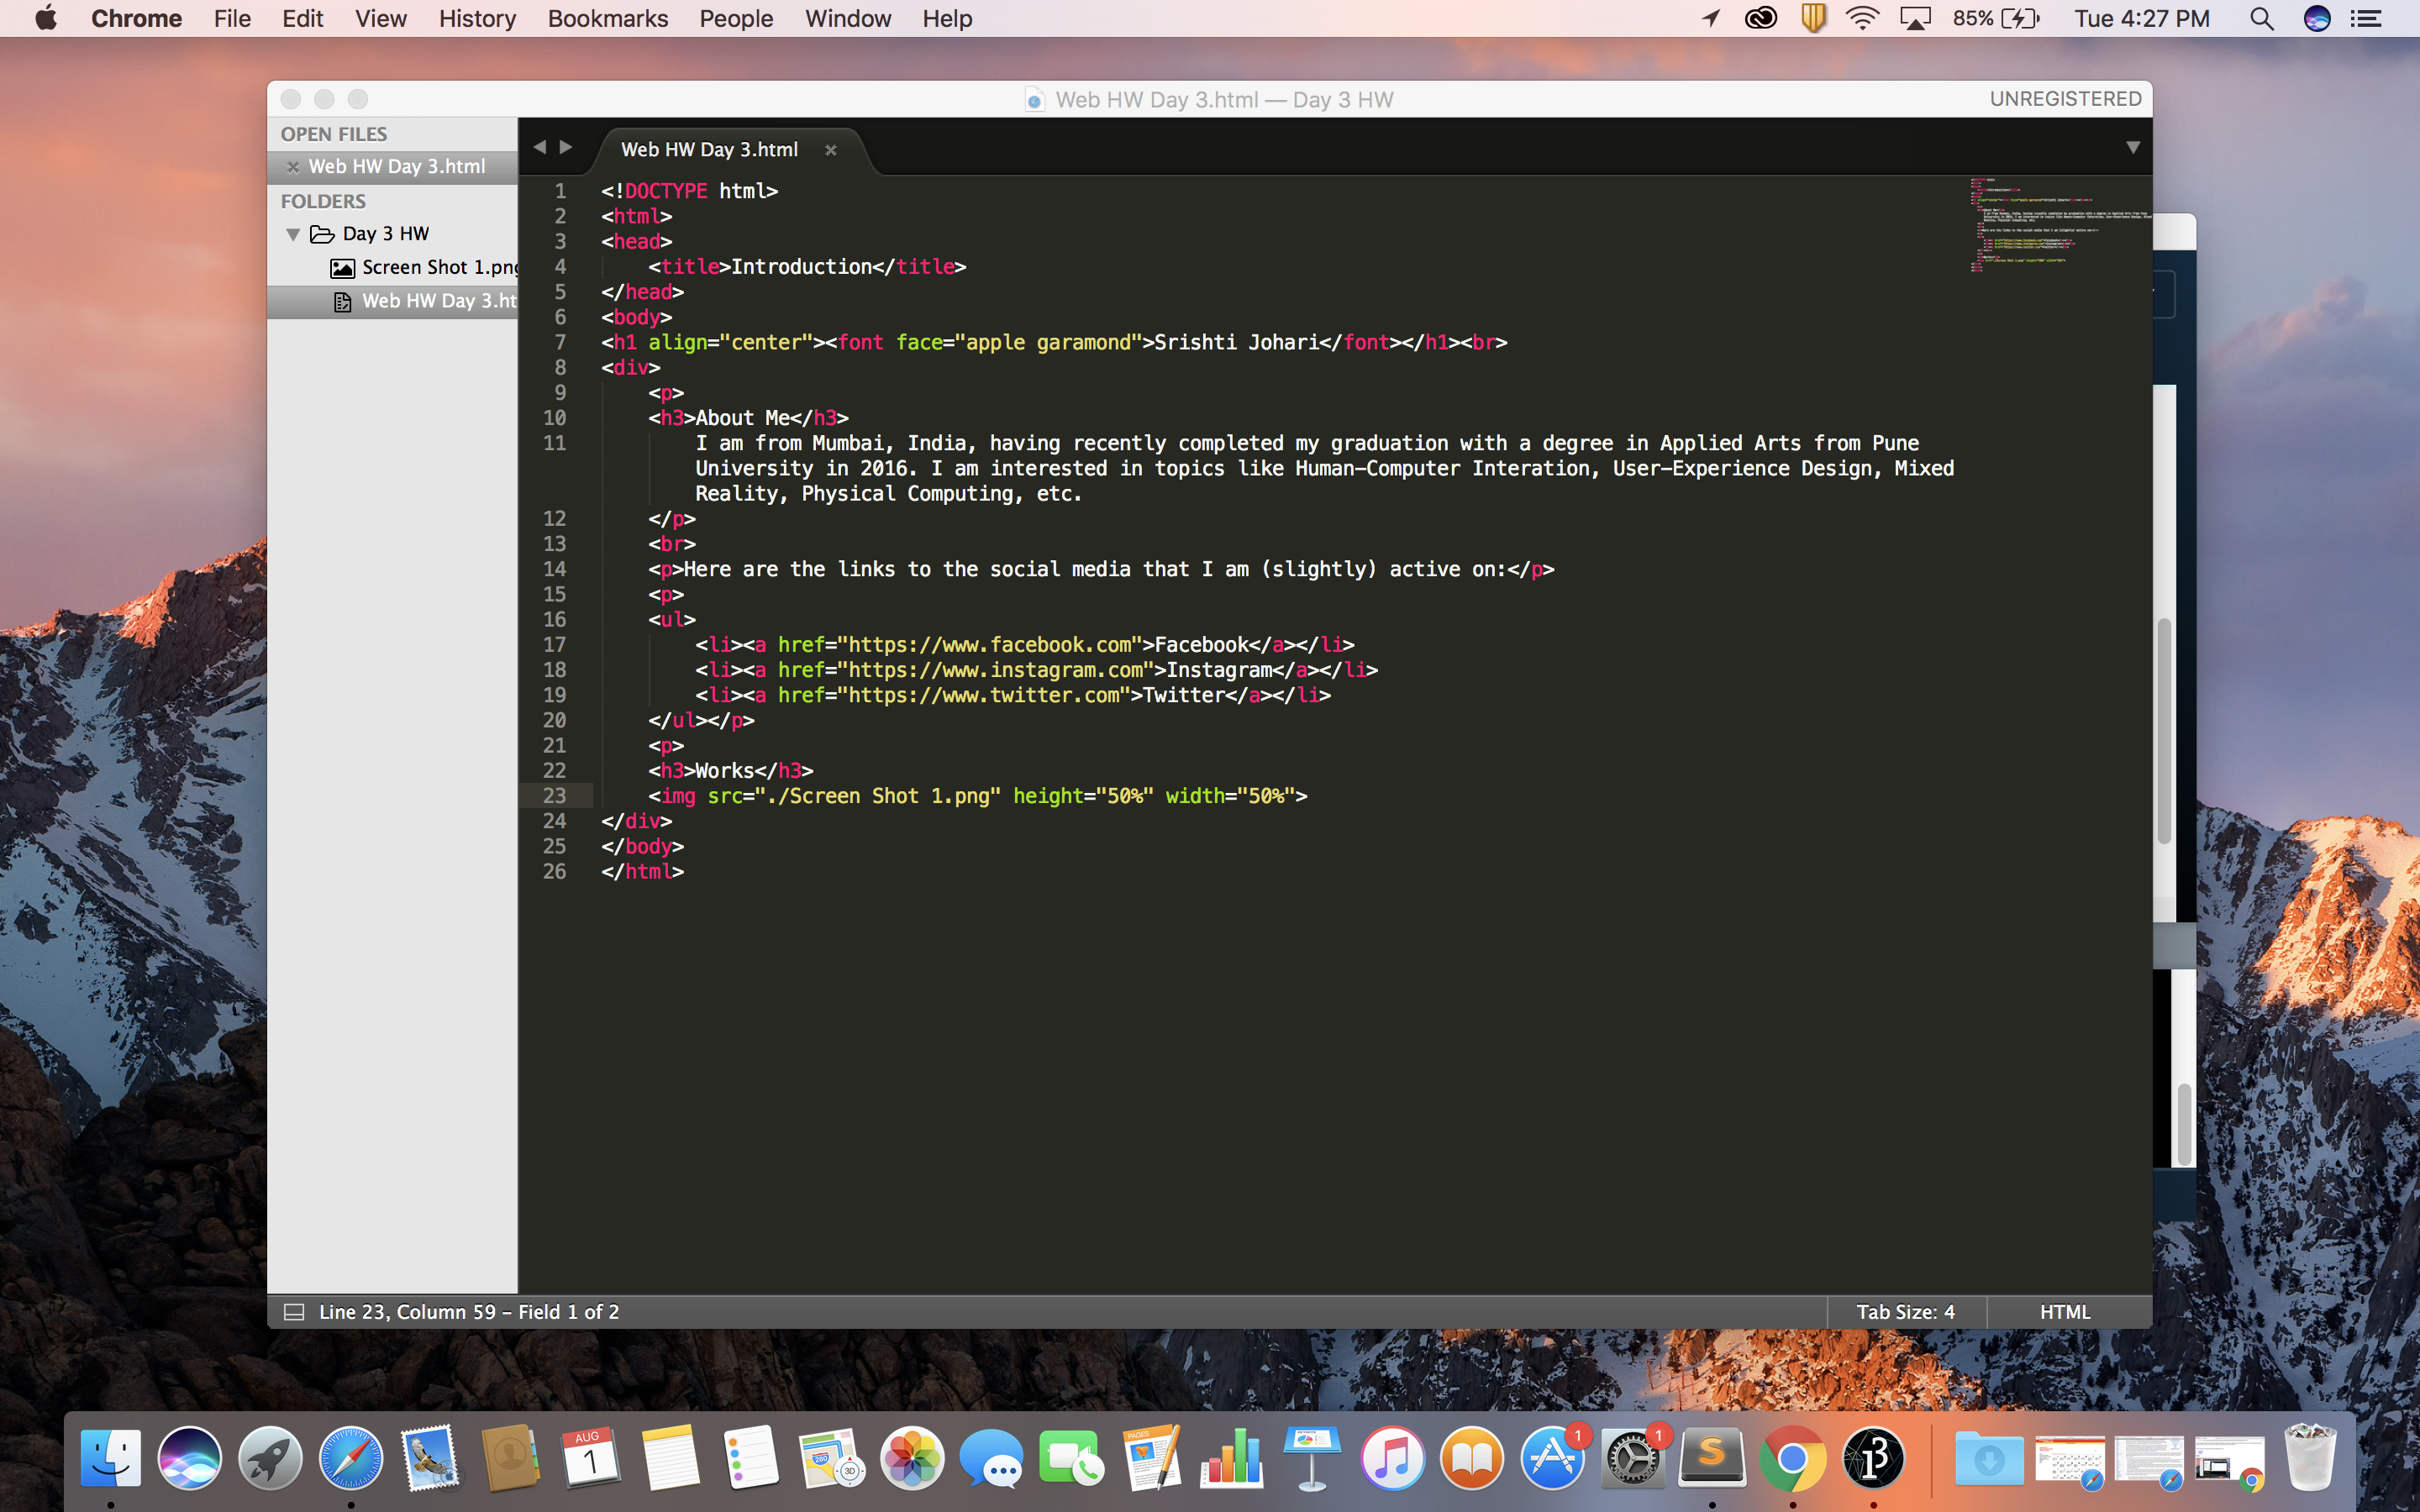 Chrome File Edit View History Bookmarks People Window Help 85% Tue 4:27 PM
Web HW Day 3.html — Day 3 HW UNREGISTERED
OPEN FILES
Web HW Day 3.html
FOLDERS
Day 3 HW
Screen Shot 1.png
Web HW Day 3.ht
Web HW Day 3.html
1 <!DOCTYPE html>
2 <html>
3 <head>
4 <title>Introduction</title>
5 </head>
6 <body>
7 <h1 align="center"><font face="apple garamond">Srishti Johari</font></h1><br>
8 <div>
9 <p>
10 <h3>About Me</h3>
11 I am from Mumbai, India, having recently completed my graduation with a degree in Applied Arts from Pune
University in 2016. I am interested in topics like Human-Computer Interation, User-Experience Design, Mixed
Reality, Physical Computing, etc.
12 </p>
13 <br>
14 <p>Here are the links to the social media that I am (slightly) active on:</p>
15 <p>
16 <ul>
17 <li><a href="https://www.facebook.com">Facebook</a></li>
18 <li><a href="https://www.instagram.com">Instagram</a></li>
19 <li><a href="https://www.twitter.com">Twitter</a></li>
20 </ul></p>
21 <p>
22 <h3>Works</h3>
23 <img src="./Screen Shot 1.png" height="50%" width="50%">
24 </div>
25 </body>
26 </html>
Line 23, Column 59 – Field 1 of 2 Tab Size: 4 HTML
AUG
1
280
3D
PAGES
1
1
S
13